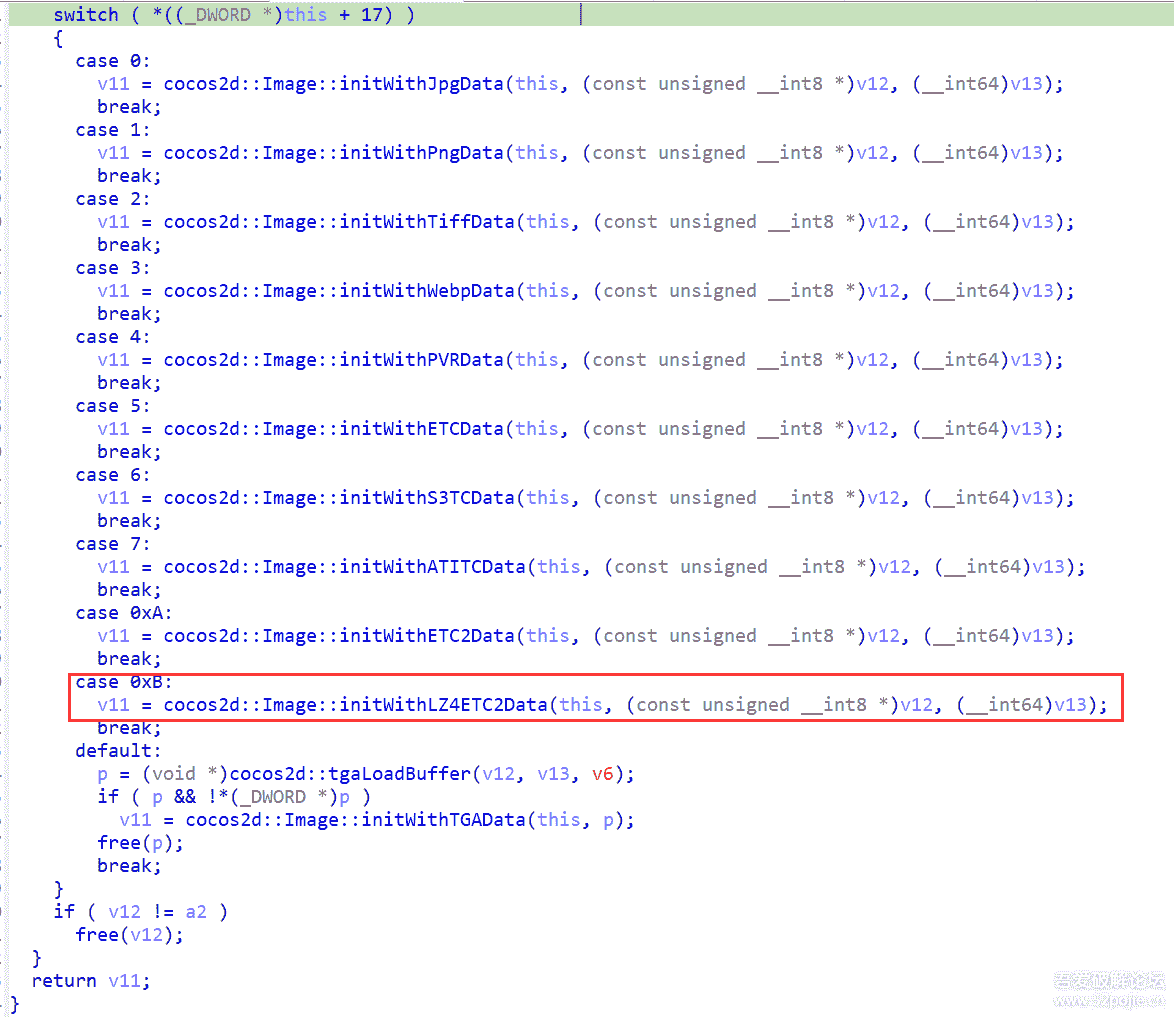 switch ( *((_DWORD *)this + 17) )
{
case 0:
v11 = cocos2d::Image::initWithJpgData(this, (const unsigned __int8 *)v12, (__int64)v13);
break;
case 1:
v11 = cocos2d::Image::initWithPngData(this, (const unsigned __int8 *)v12, (__int64)v13);
break;
case 2:
v11 = cocos2d::Image::initWithTiffData(this, (const unsigned __int8 *)v12, (__int64)v13);
break;
case 3:
v11 = cocos2d::Image::initWithWebpData(this, (const unsigned __int8 *)v12, (__int64)v13);
break;
case 4:
v11 = cocos2d::Image::initWithPVRData(this, (const unsigned __int8 *)v12, (__int64)v13);
break;
case 5:
v11 = cocos2d::Image::initWithETCData(this, (const unsigned __int8 *)v12, (__int64)v13);
break;
case 6:
v11 = cocos2d::Image::initWithS3TCData(this, (const unsigned __int8 *)v12, (__int64)v13);
break;
case 7:
v11 = cocos2d::Image::initWithATITCData(this, (const unsigned __int8 *)v12, (__int64)v13);
break;
case 0xA:
v11 = cocos2d::Image::initWithETC2Data(this, (const unsigned __int8 *)v12, (__int64)v13);
break;
case 0xB:
v11 = cocos2d::Image::initWithLZ4ETC2Data(this, (const unsigned __int8 *)v12, (__int64)v13);
break;
default:
p = (void *)cocos2d::tgaLoadBuffer(v12, v13, v6);
if ( p && !*(_DWORD *)p )
v11 = cocos2d::Image::initWithTGAData(this, p);
free(p);
break;
}
if ( v12 != a2 )
free(v12);
}
return v11;
}
吾爱破解论坛
www.52pojie.cn